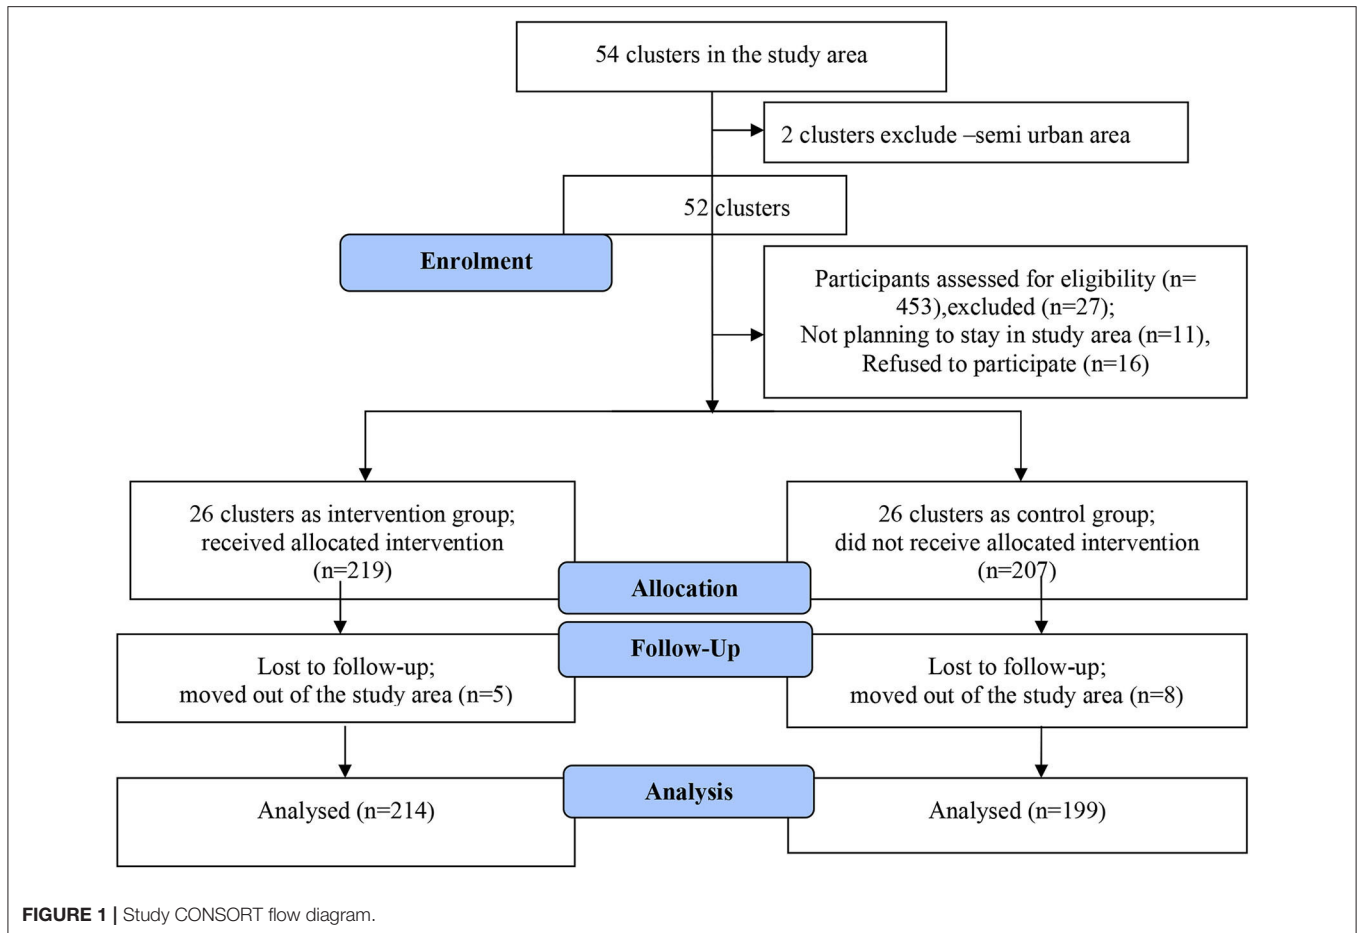 54 clusters in the study area
2 clusters exclude –semi urban area
52 clusters
Enrolment
Participants assessed for eligibility (n=
453),excluded (n=27);
Not planning to stay in study area (n=11),
Refused to participate (n=16)
26 clusters as intervention group;
received allocated intervention
(n=219)
26 clusters as control group;
did not receive allocated intervention
(n=207)
Allocation
Follow-Up
Lost to follow-up;
moved out of the study area (n=5)
Lost to follow-up;
moved out of the study area (n=8)
Analysis
Analysed (n=214)
Analysed (n=199)
FIGURE 1 | Study CONSORT flow diagram.